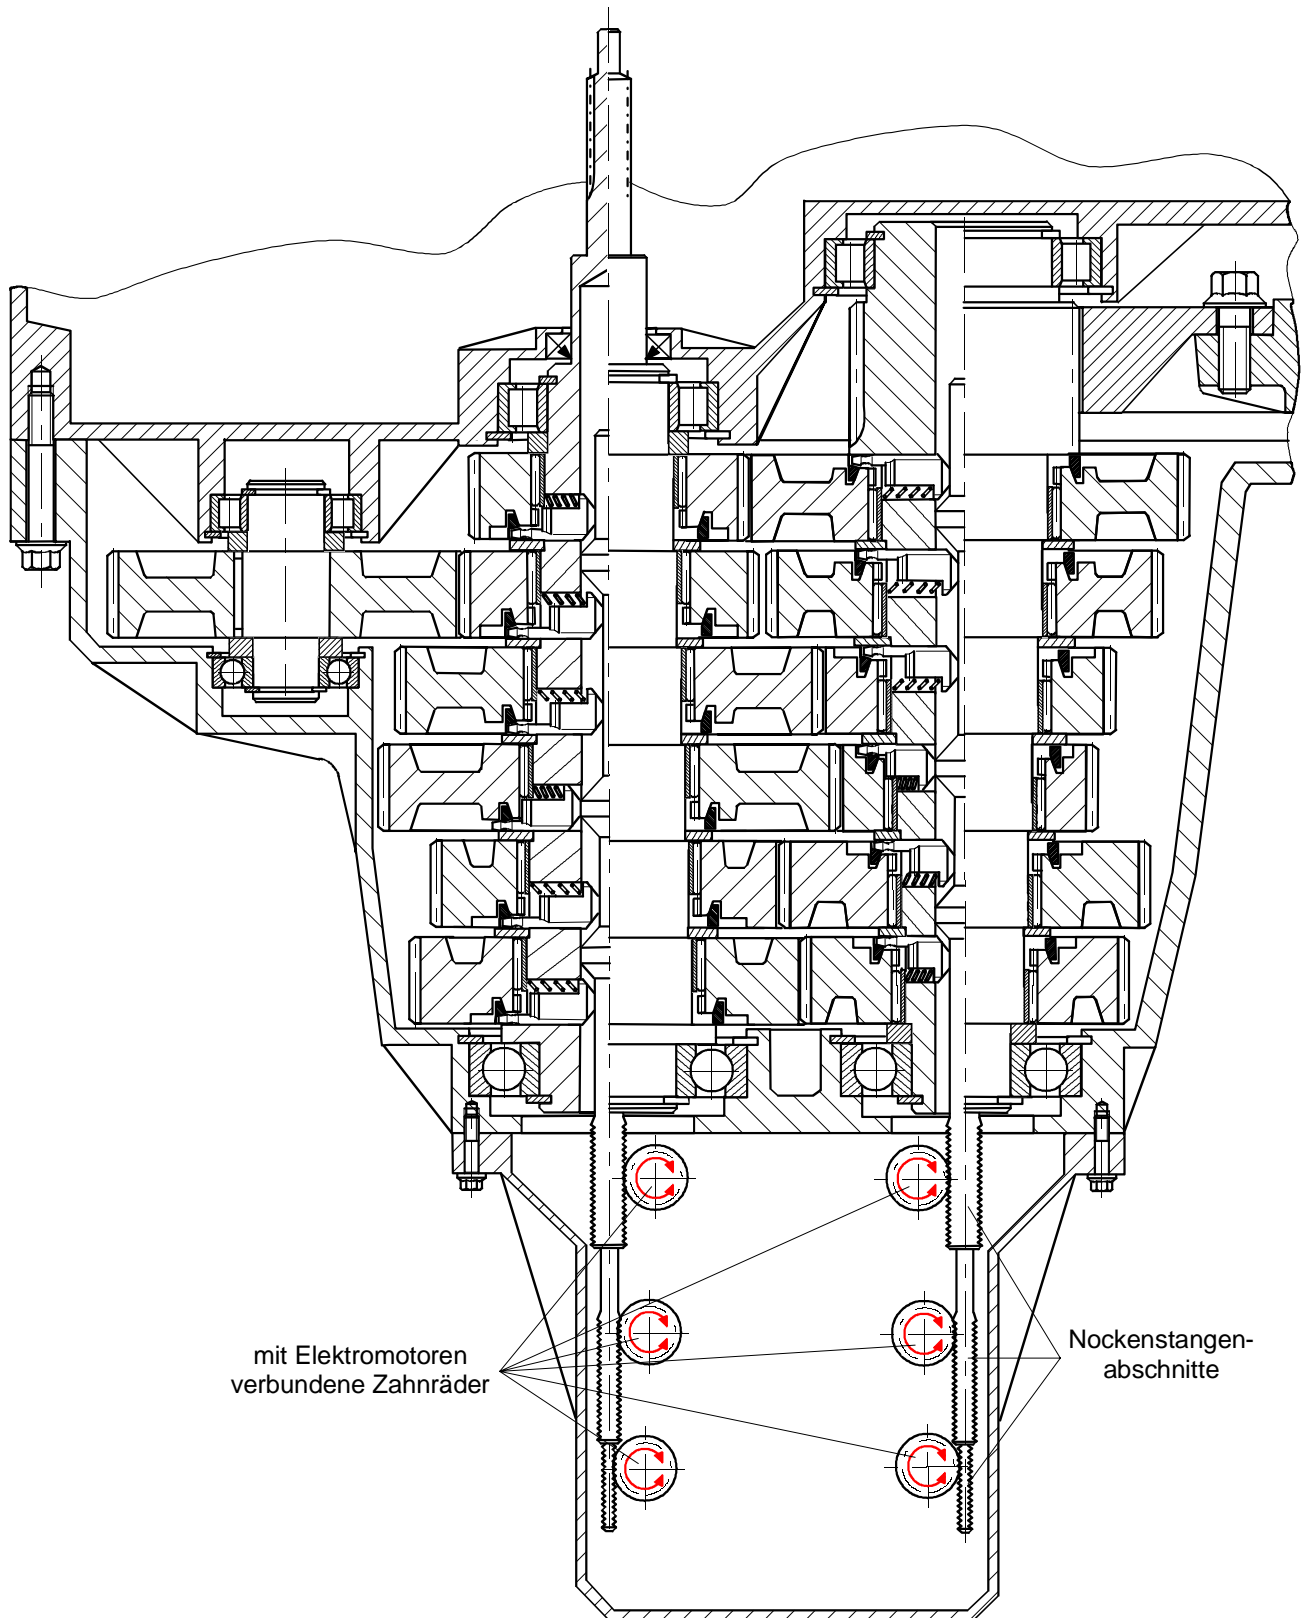 mit Elektromotoren
verbundene Zahnräder
Nockenstangen-
abschnitte